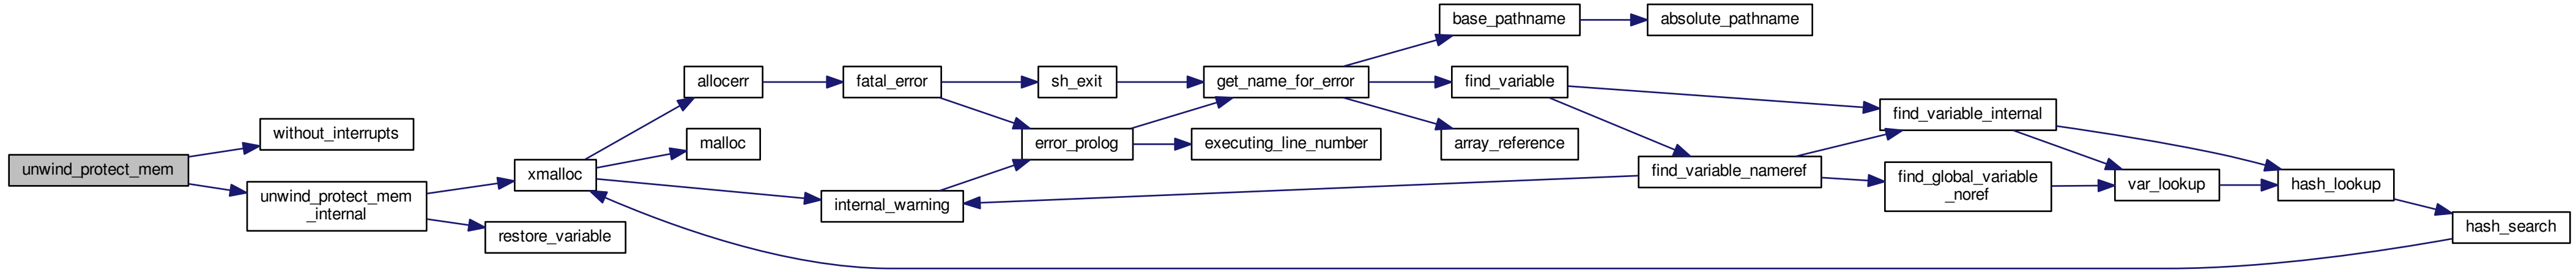 unwind_protect_mem
without_interrupts
unwind_protect_mem
_internal
xmalloc
restore_variable
allocerr
malloc
internal_warning
fatal_error
sh_exit
error_prolog
get_name_for_error
executing_line_number
base_pathname
absolute_pathname
find_variable
array_reference
find_variable_nameref
find_variable_internal
find_global_variable
_noref
var_lookup
hash_lookup
hash_search